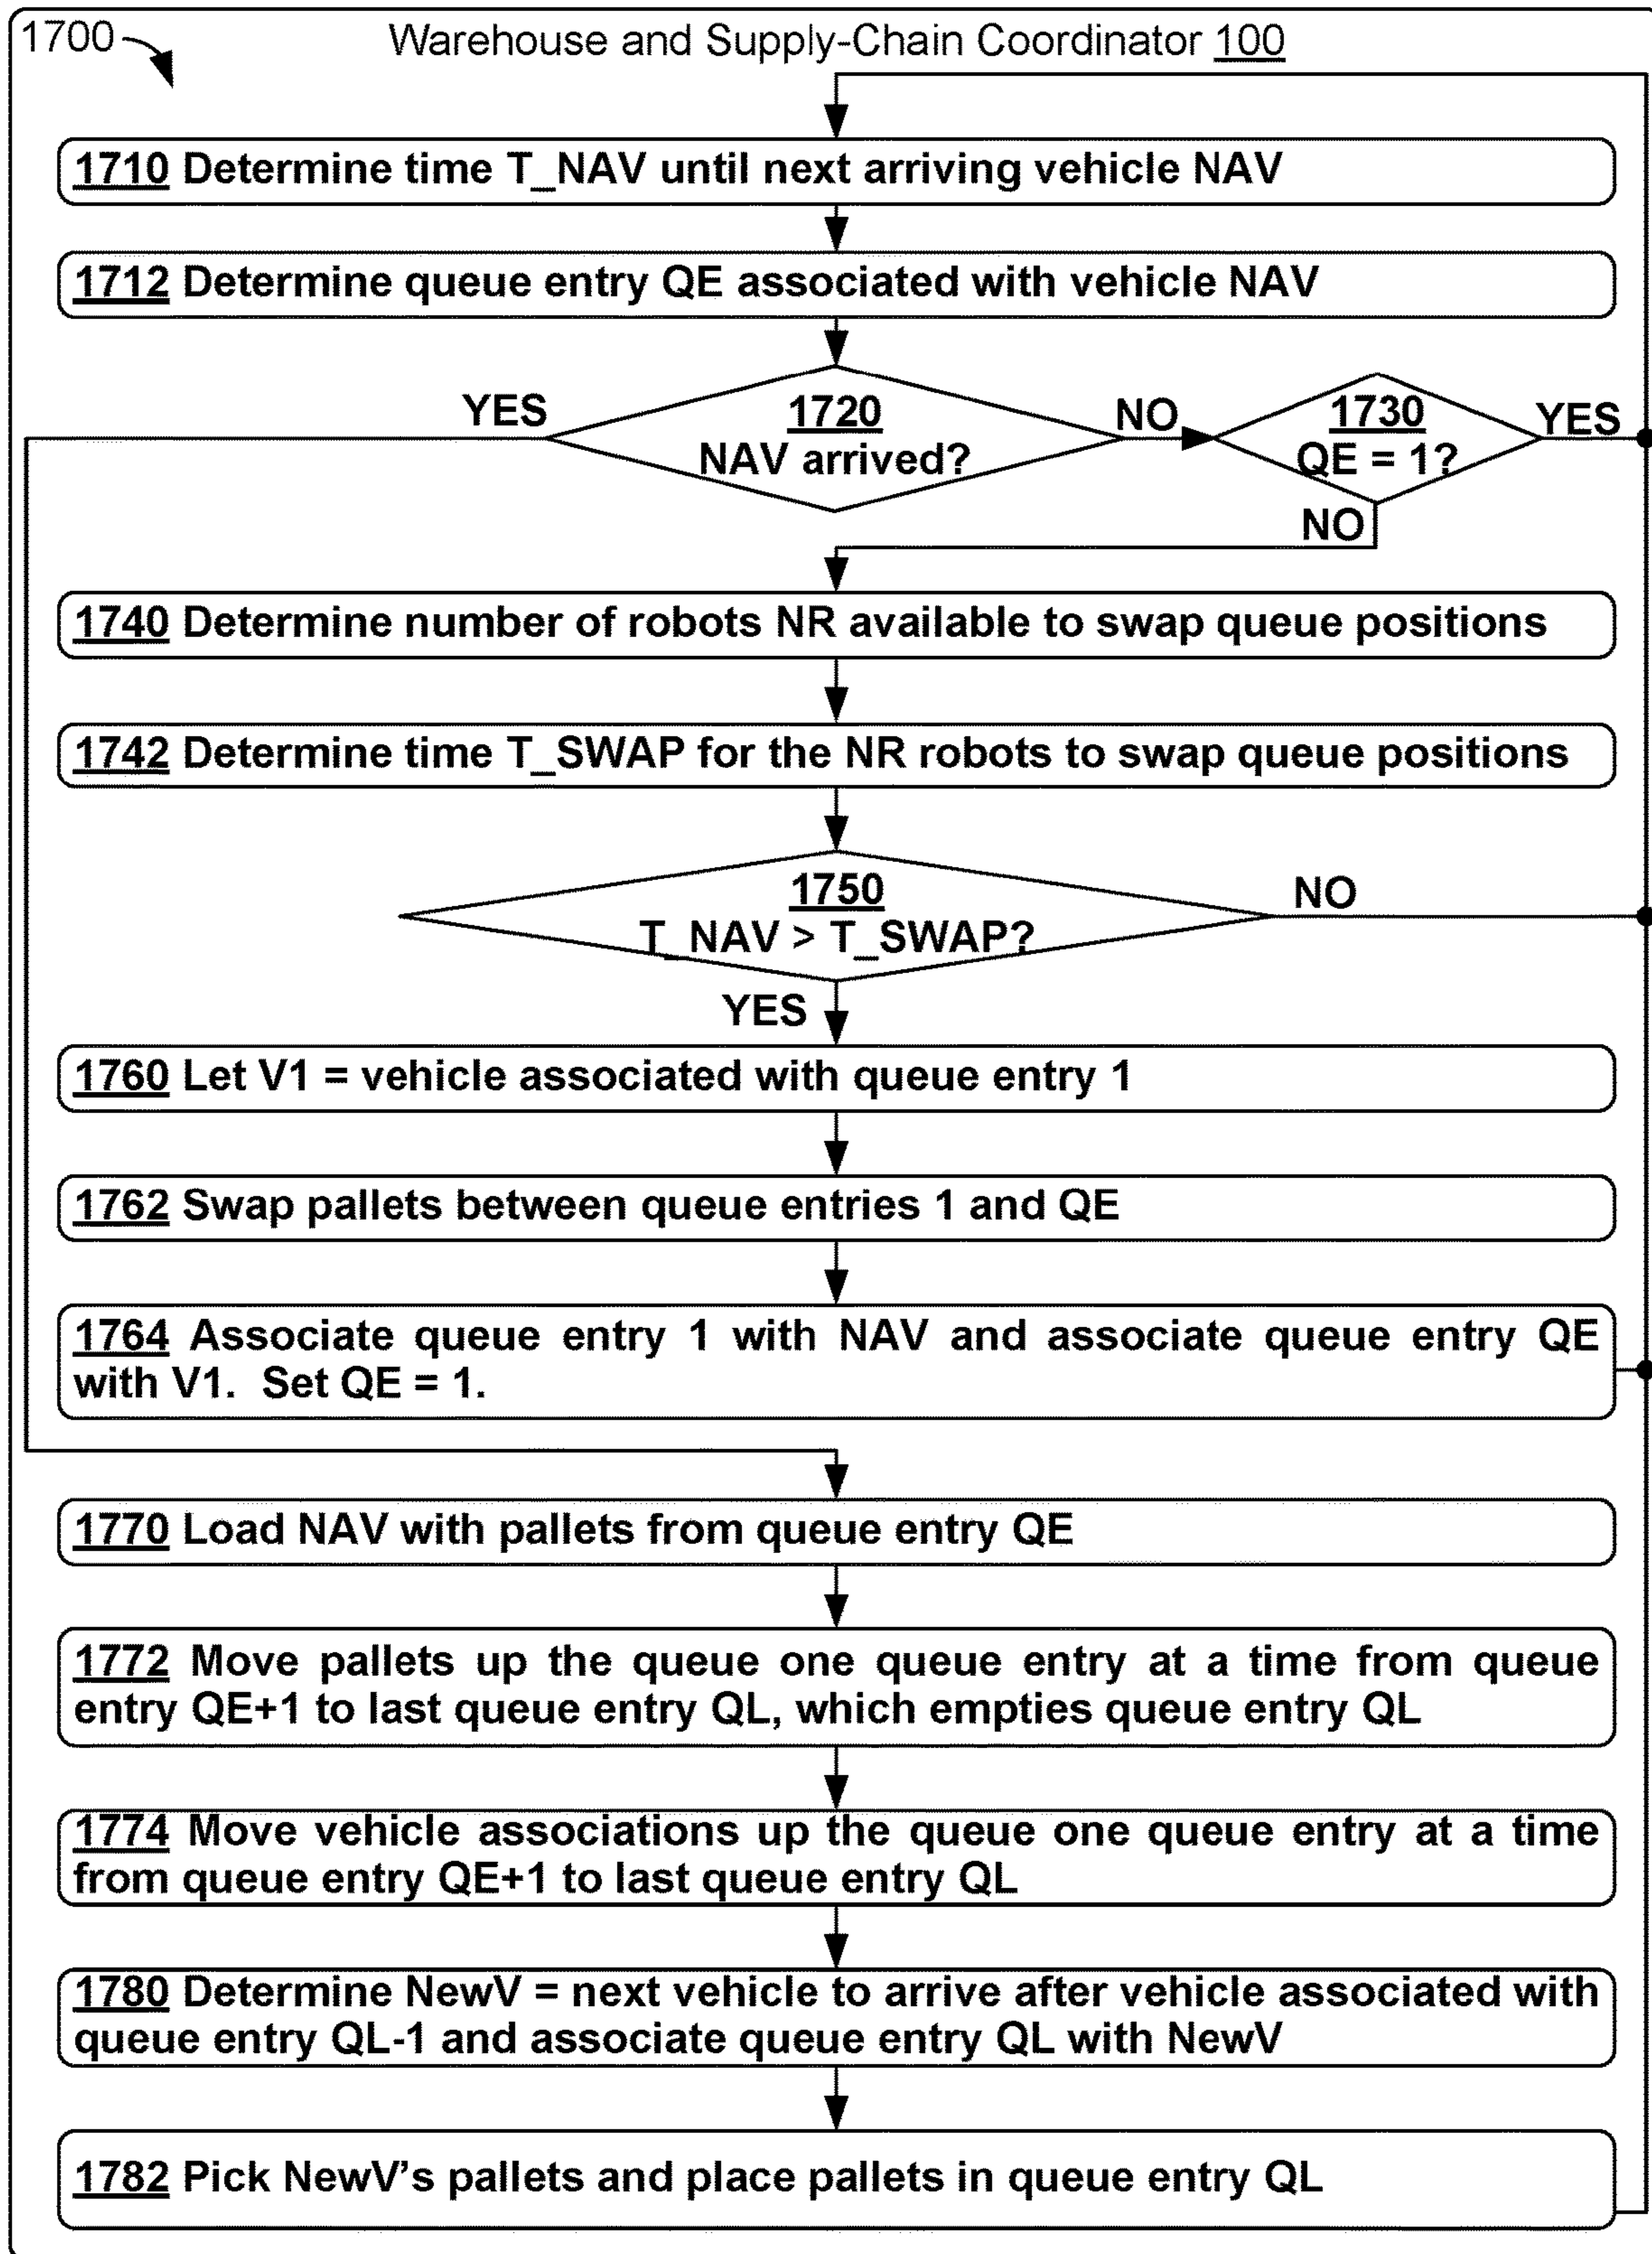 1700
Warehouse and Supply-Chain Coordinator 100
1710 Determine time T_NAV until next arriving vehicle NAV
1712 Determine queue entry QE associated with vehicle NAV
YES
1720
NAV arrived?
NO
1730
QE = 1?
YES
NO
1740 Determine number of robots NR available to swap queue positions
1742 Determine time T_SWAP for the NR robots to swap queue positions
1750
T_NAV > T_SWAP?
NO
YES
1760 Let V1 = vehicle associated with queue entry 1
1762 Swap pallets between queue entries 1 and QE
1764 Associate queue entry 1 with NAV and associate queue entry QE
with V1. Set QE = 1.
1770 Load NAV with pallets from queue entry QE
1772 Move pallets up the queue one queue entry at a time from queue
entry QE+1 to last queue entry QL, which empties queue entry QL
1774 Move vehicle associations up the queue one queue entry at a time
from queue entry QE+1 to last queue entry QL
1780 Determine NewV = next vehicle to arrive after vehicle associated with
queue entry QL-1 and associate queue entry QL with NewV
1782 Pick NewV's pallets and place pallets in queue entry QL